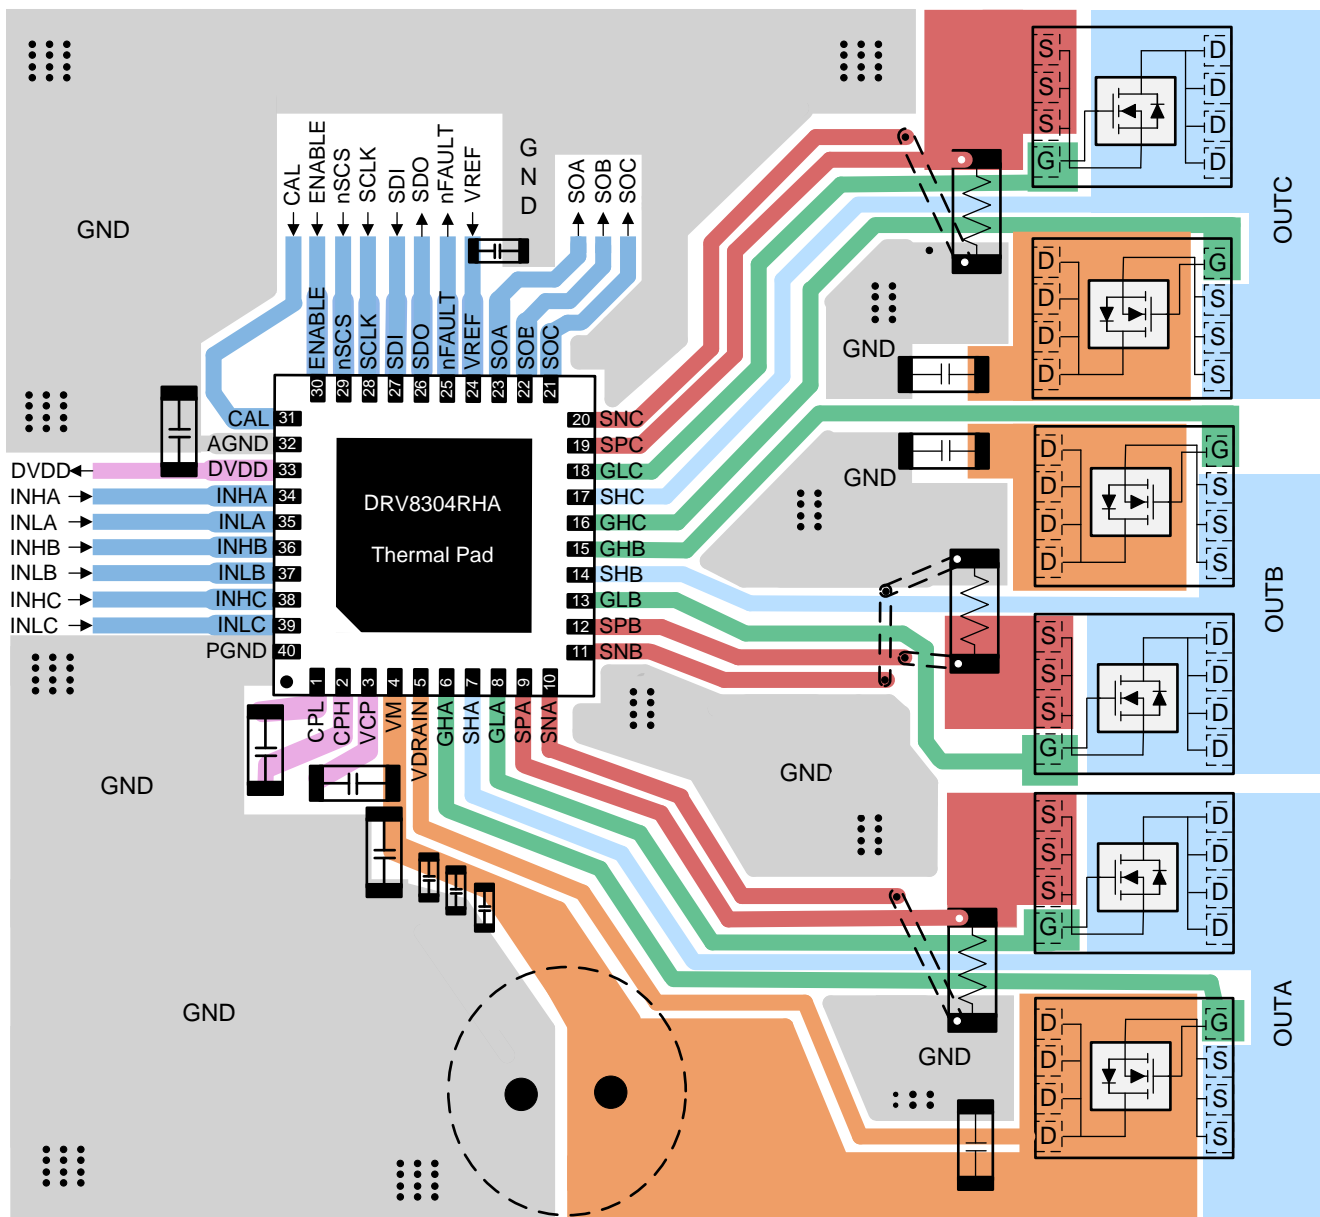 S
D
S
D
S
D
G
D
OUTC
CAL
ENABLE
nSCS
SCLK
SDI
SDO
nFAULT
VREF
GND
SOA
SOB
SOC
GND
D
G
D
S
D
S
D
S
GND
ENABLE
nSCS
SCLK
SDI
SDO
nFAULT
VREF
SOA
SOB
SOC
30
29
28
27
26
25
24
23
22
21
CAL 31
AGND 32
DVDD DVDD 33
INHA INHA 34
INLA INLA 35
INHB INHB 36
INLB INLB 37
INHC INHC 38
INLC INLC 39
PGND 40
DRV8304RHA
Thermal Pad
20 SNC
19 SPC
18 GLC
17 SHC
16 GHC
15 GHB
14 SHB
13 GLB
12 SPB
11 SNB
GND
D
G
D
S
D
S
D
S
OUTB
S
D
S
D
S
D
G
D
1
2
3
4
5
6
7
8
9
10
CPL
CPH
VCP
VM
VDRAIN
GHA
SHA
GLA
SPA
SNA
GND
GND
S
D
S
D
S
D
G
D
OUTA
GND
GND
D
G
D
S
D
S
D
S